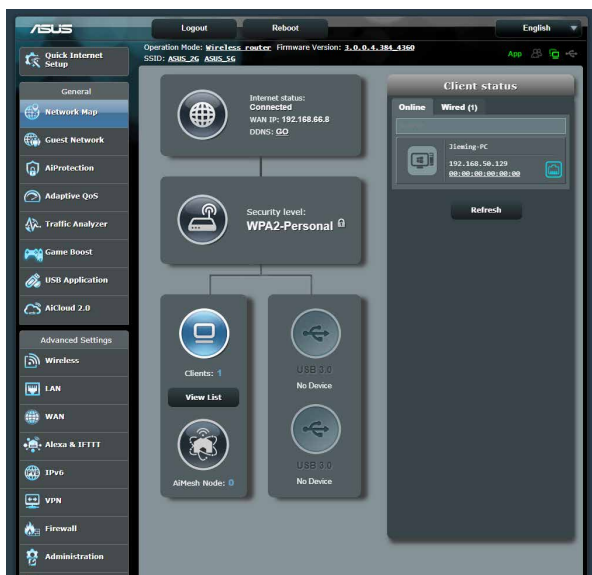 ASUS
Logout
Reboot
English
Quick Internet
Setup
Operation Mode: Wireless router Firmware Version: 3.0.0.4.384_4360
SSID: ASUS_2G ASUS_5G
App
General
Network Map
Guest Network
AiProtection
Adaptive QoS
Traffic Analyzer
Game Boost
USB Application
AiCloud 2.0
Advanced Settings
Wireless
LAN
WAN
Alexa & IFTTT
IPv6
VPN
Firewall
Administration
Internet status:
Connected
WAN IP: 192.168.66.8
DDNS: GO
Security level:
WPA2-Personal
Clients: 1
View List
AiMesh Node: 0
USB 3.0
No Device
USB 3.0
No Device
Client status
Online Wired (1)
192.168.50.129
00:00:00:00:00:00
Refresh